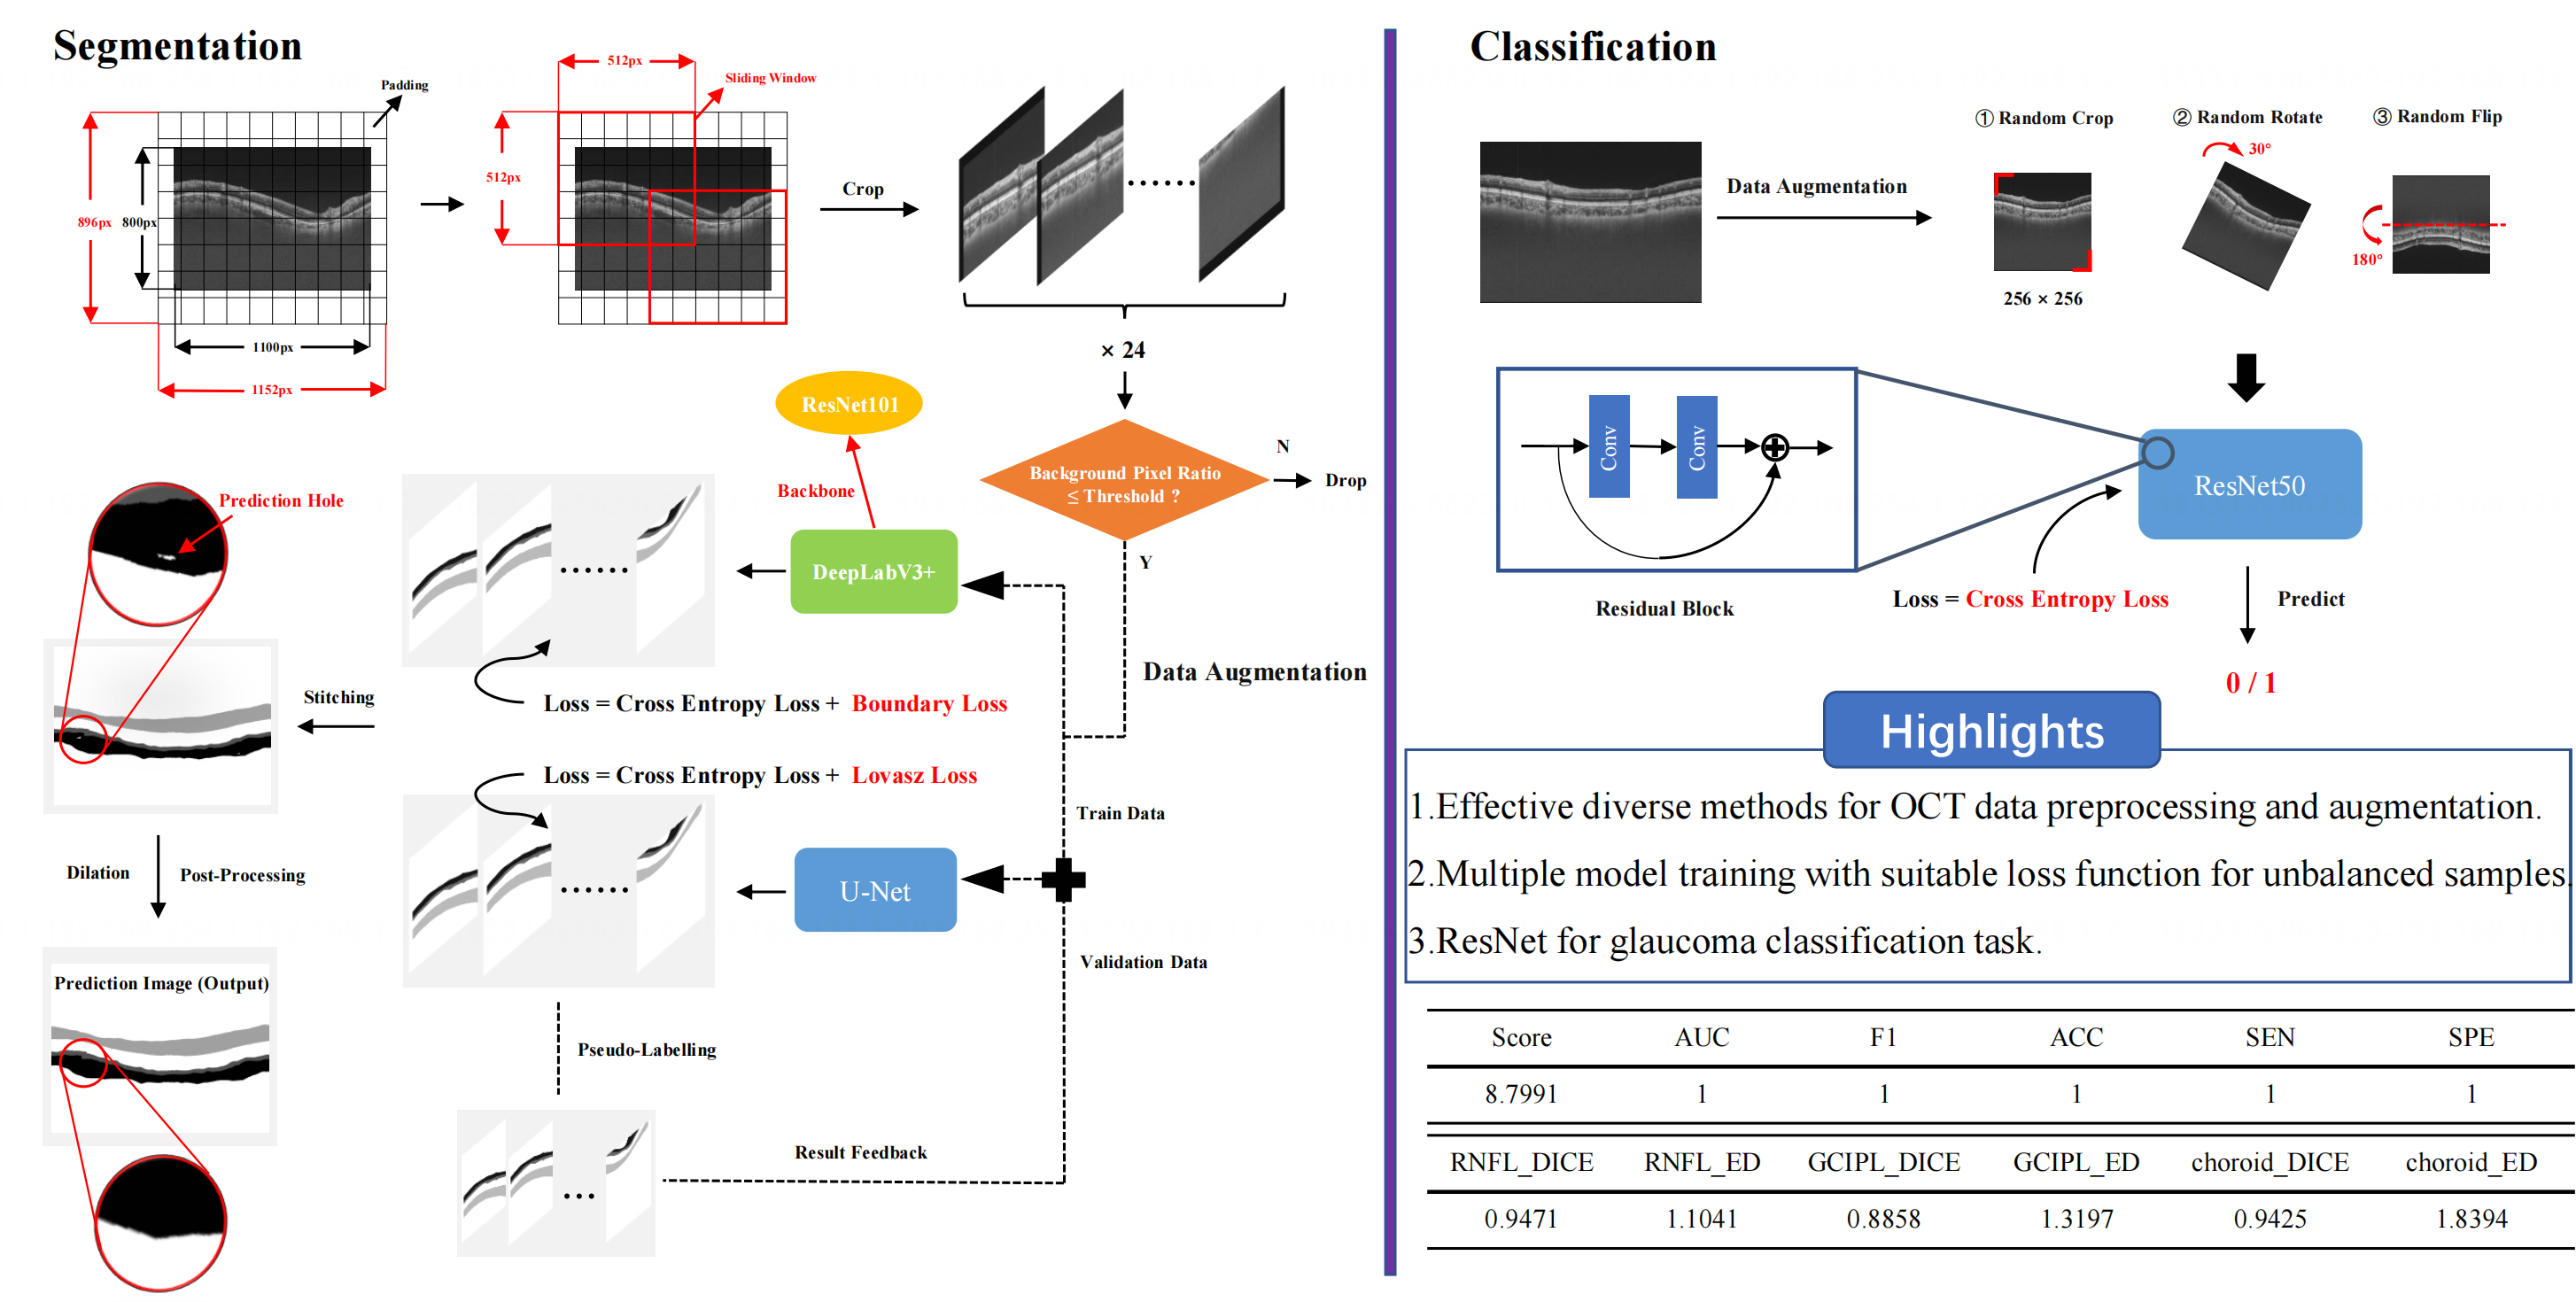 Segmentation
Padding
896px
800px
1100px
1152px
512px
512px
Sliding Window
Crop
× 24
Background Pixel Ratio
≤ Threshold ?
N
Drop
Y
ResNet101
Backbone
DeepLabV3+
Data Augmentation
Loss = Cross Entropy Loss + Boundary Loss
Loss = Cross Entropy Loss + Lovasz Loss
Train Data
U-Net
Validation Data
Pseudo-Labelling
Result Feedback
Prediction Hole
Stitching
Dilation
Post-Processing
Prediction Image (Output)
Classification
Data Augmentation
① Random Crop
256 × 256
② Random Rotate
30°
③ Random Flip
180°
Conv
Conv
Residual Block
ResNet50
Loss = Cross Entropy Loss
Predict
0 / 1
Highlights
1.Effective diverse methods for OCT data preprocessing and augmentation.
2.Multiple model training with suitable loss function for unbalanced samples.
3.ResNet for glaucoma classification task.
Score AUC F1 ACC SEN SPE
8.7991 1 1 1 1 1
RNFL_DICE RNFL_ED GCIPL_DICE GCIPL_ED choroid_DICE choroid_ED
0.9471 1.1041 0.8858 1.3197 0.9425 1.8394